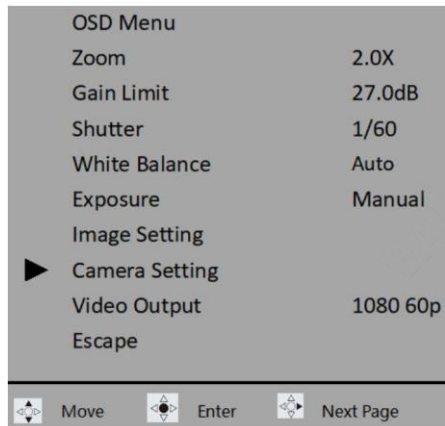 OSD Menu
Zoom 2.0X
Gain Limit 27.0dB
Shutter 1/60
White Balance Auto
Exposure Manual
Image Setting
Camera Setting
Video Output 1080 60p
Escape
Move Enter Next Page